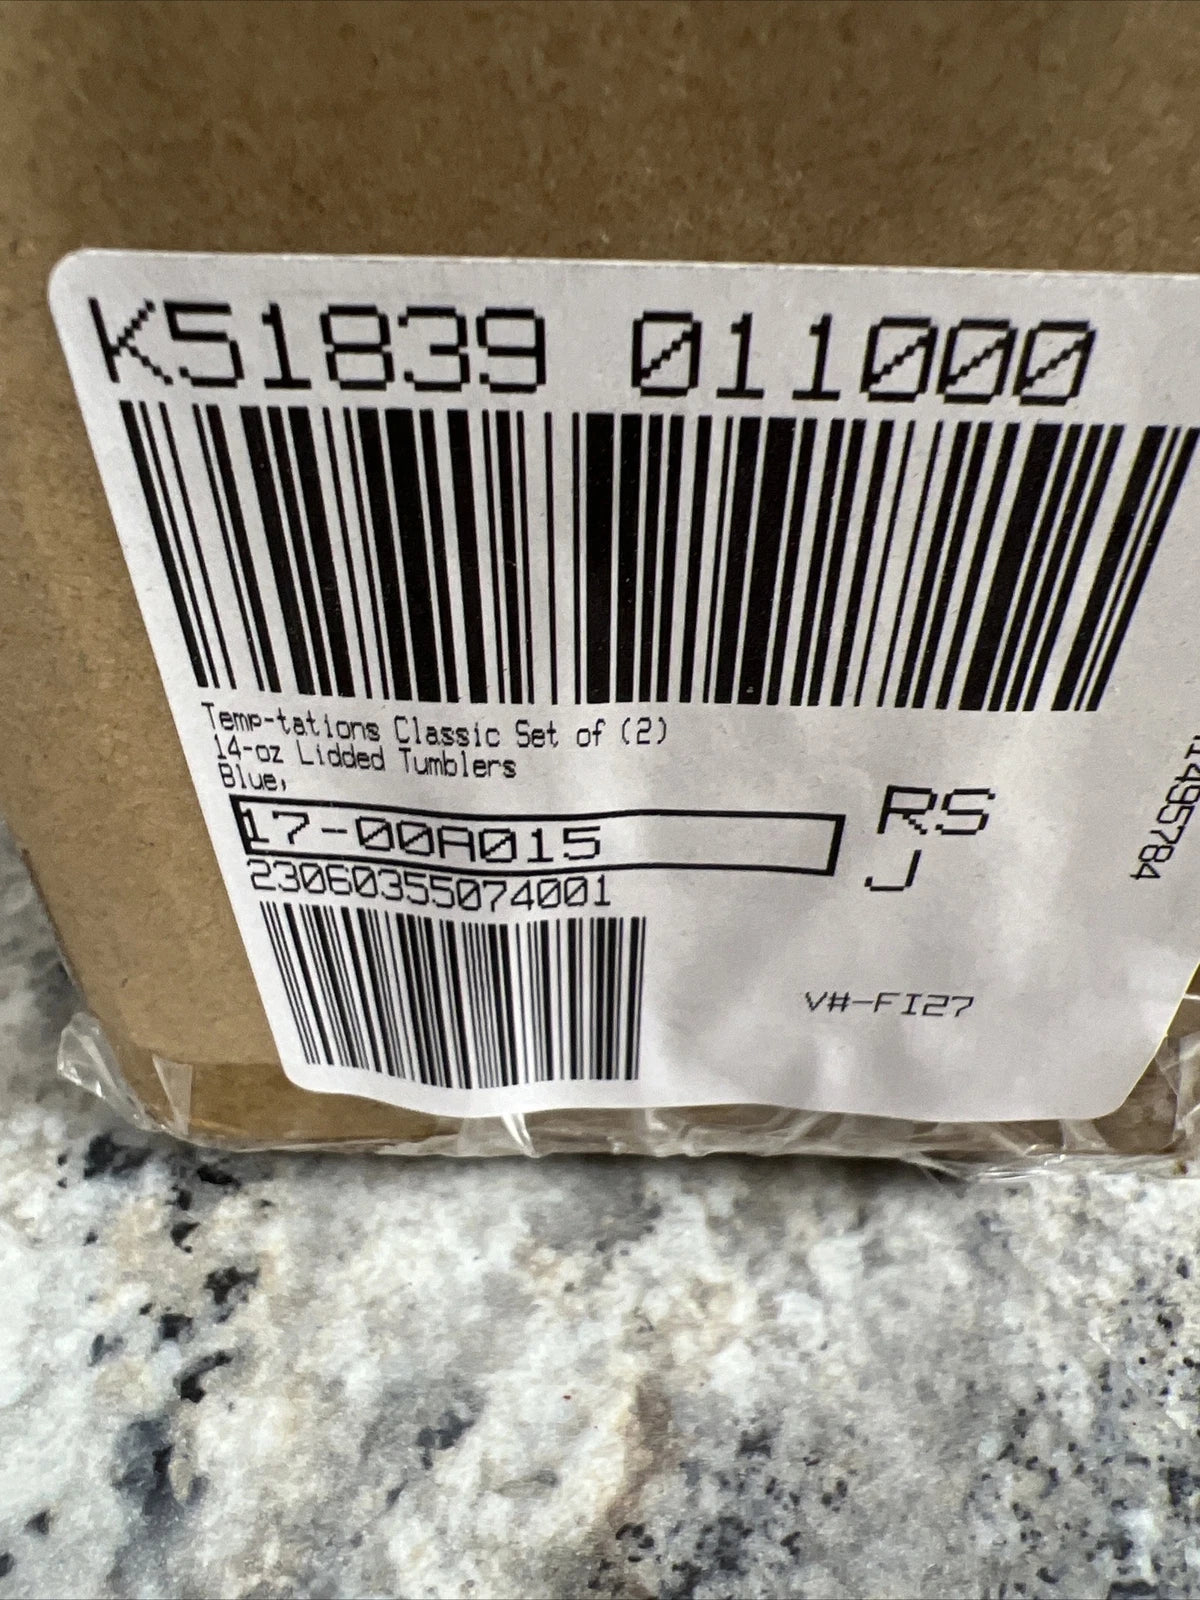 K51839 011000
Temp-tations Classic Set of (2)
14-oz Lidded Tumblers
Blue,
17-00A015
23060355074001
RS
J
V#-FI27